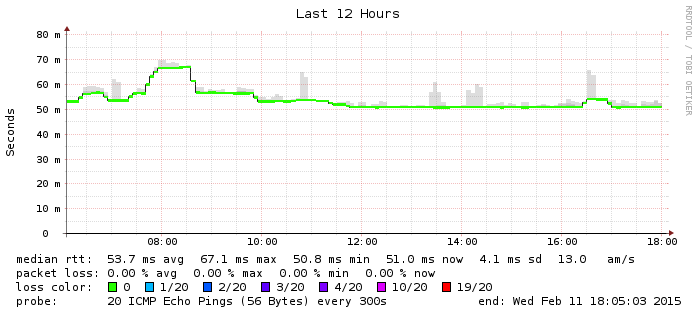 Last 12 Hours
RRDTOOL / TOBI OETIKER
Seconds
80 m
70 m
60 m
50 m
40 m
30 m
20 m
10 m
0
08:00 10:00 12:00 14:00 16:00 18:00
median rtt: 53.7 ms avg 67.1 ms max 50.8 ms min 51.0 ms now 4.1 ms sd 13.0 am/s
packet loss: 0.00 % avg 0.00 % max 0.00 % min 0.00 % now
loss color: 0 1/20 2/20 3/20 4/20 10/20 19/20
probe: 20 ICMP Echo Pings (56 Bytes) every 300s end: Wed Feb 11 18:05:03 2015